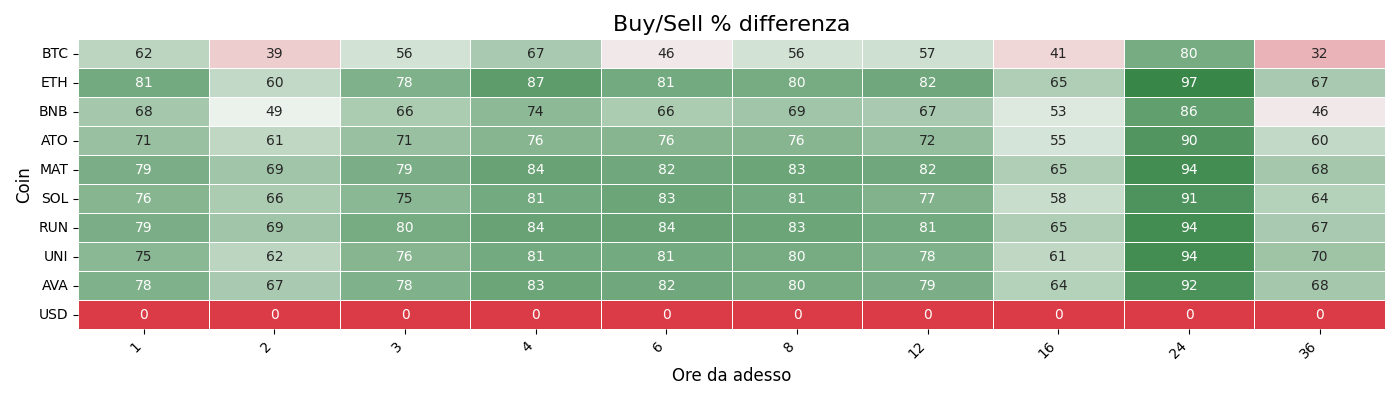 Buy/Sell % differenza
BTC 62 39 56 67 46 56 57 41 80 32
ETH 81 60 78 87 81 80 82 65 97 67
BNB 68 49 66 74 66 69 67 53 86 46
ATO 71 61 71 76 76 76 72 55 90 60
MAT 79 69 79 84 82 83 82 65 94 68
SOL 76 66 75 81 83 81 77 58 91 64
RUN 79 69 80 84 84 83 81 65 94 67
UNI 75 62 76 81 81 80 78 61 94 70
AVA 78 67 78 83 82 80 79 64 92 68
USD 0 0 0 0 0 0 0 0 0 0
Coin
1 2 3 4 6 8 12 16 24 36
Ore da adesso